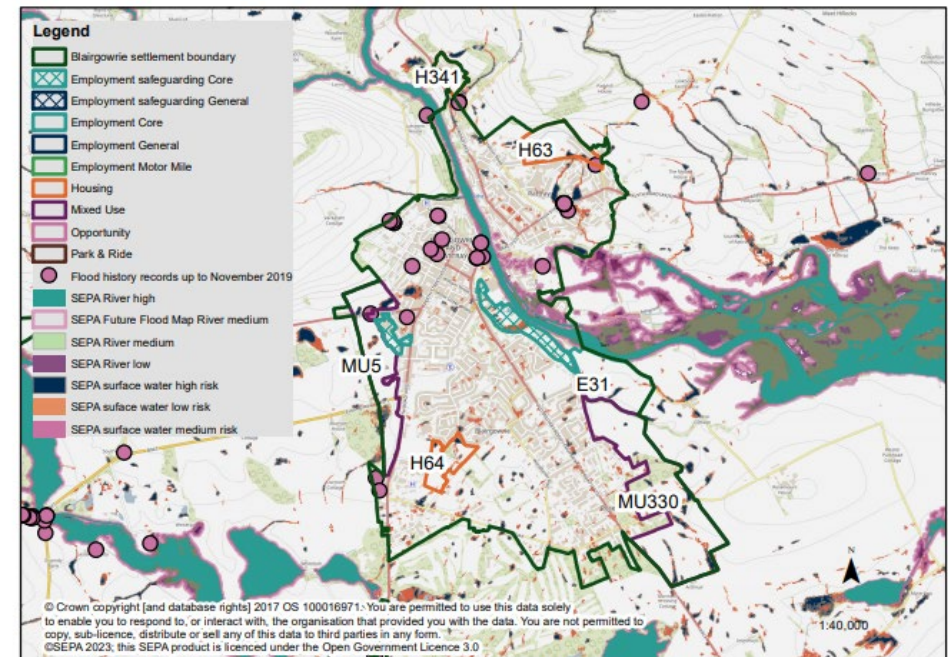 Legend
Blairgowrie settlement boundary
Employment safeguarding Core
Employment safeguarding General
Employment Core
Employment General
Employment Motor Mile
Housing
Mixed Use
Opportunity
Park & Ride
Flood history records up to November 2019
SEPA River high
SEPA Future Flood Map River medium
SEPA River medium
SEPA River low
SEPA surface water high risk
SEPA suface water low risk
SEPA surface water medium risk
H341
H63
MU5
E31
H64
MU330
N
1:40,000
© Crown copyright [and database rights] 2017 OS 100016971. You are permitted to use this data solely
to enable you to respond to, or interact with, the organisation that provided you with the data. You are not permitted to
copy, sub-licence, distribute or sell any of this data to third parties in any form.
©SEPA 2023; this SEPA product is licenced under the Open Government Licence 3.0